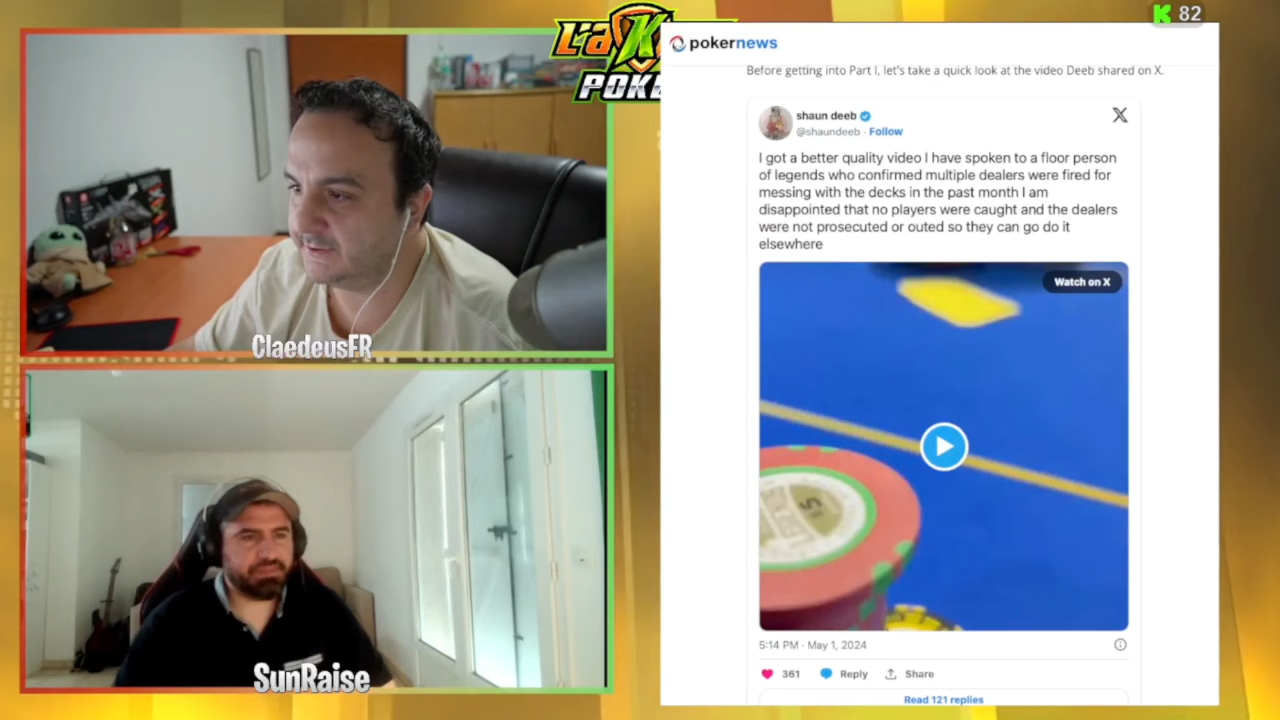 K 82
L'a K
POK
pokernews
Before getting into Part I, let's take a quick look at the video Deeb shared on X.
shaun deeb
@shaundeeb · Follow
I got a better quality video I have spoken to a floor person
of legends who confirmed multiple dealers were fired for
messing with the decks in the past month I am
disappointed that no players were caught and the dealers
were not prosecuted or outed so they can go do it
elsewhere
Watch on X
$5
5:14 PM · May 1, 2024
361 Reply Share
Read 121 replies
ClaedeusFR
SunRaise